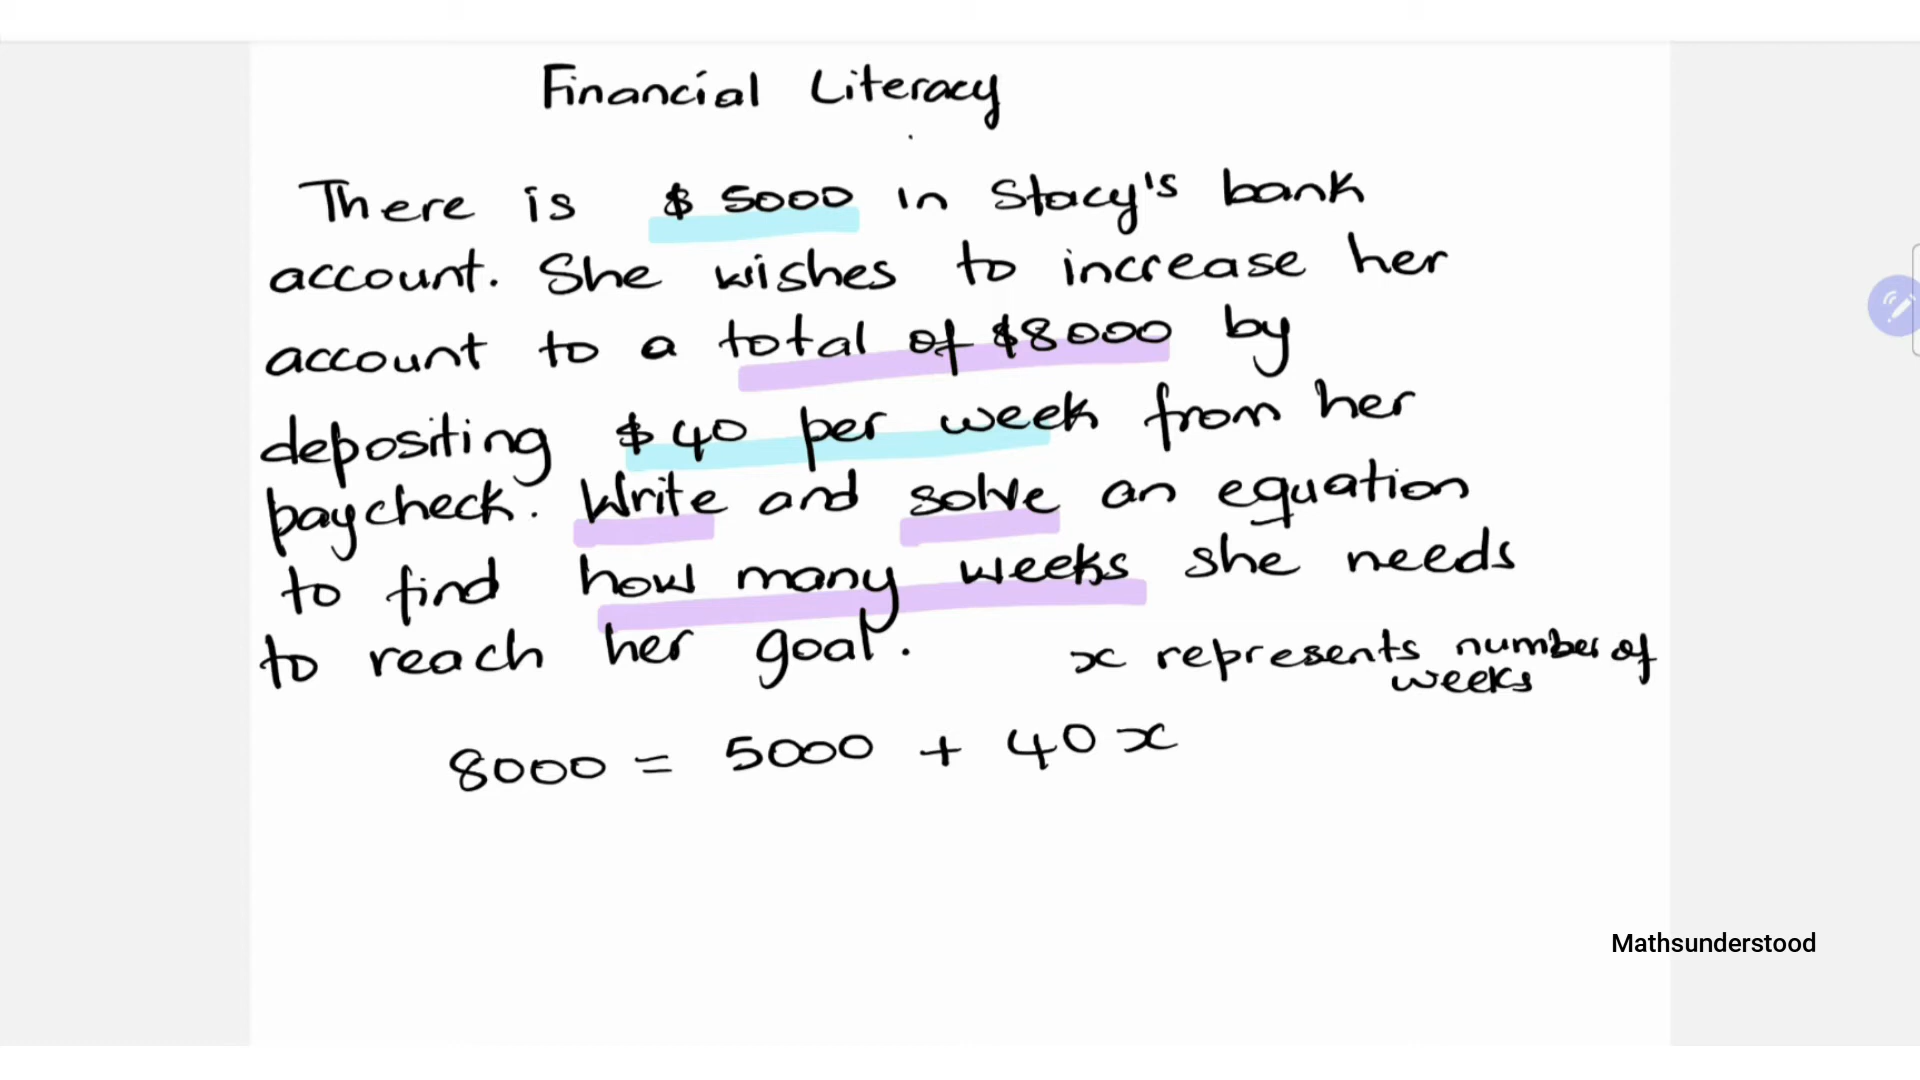 Financial Literacy
There is $5000 in Stacy's bank
account. She wishes to increase her
account to a total of $8000 by
depositing $40 per week from her
paycheck. Write and solve an equation
to find how many weeks she needs
to reach her goal.
x represents number of
weeks
8000 = 5000 + 40x
Mathsunderstood